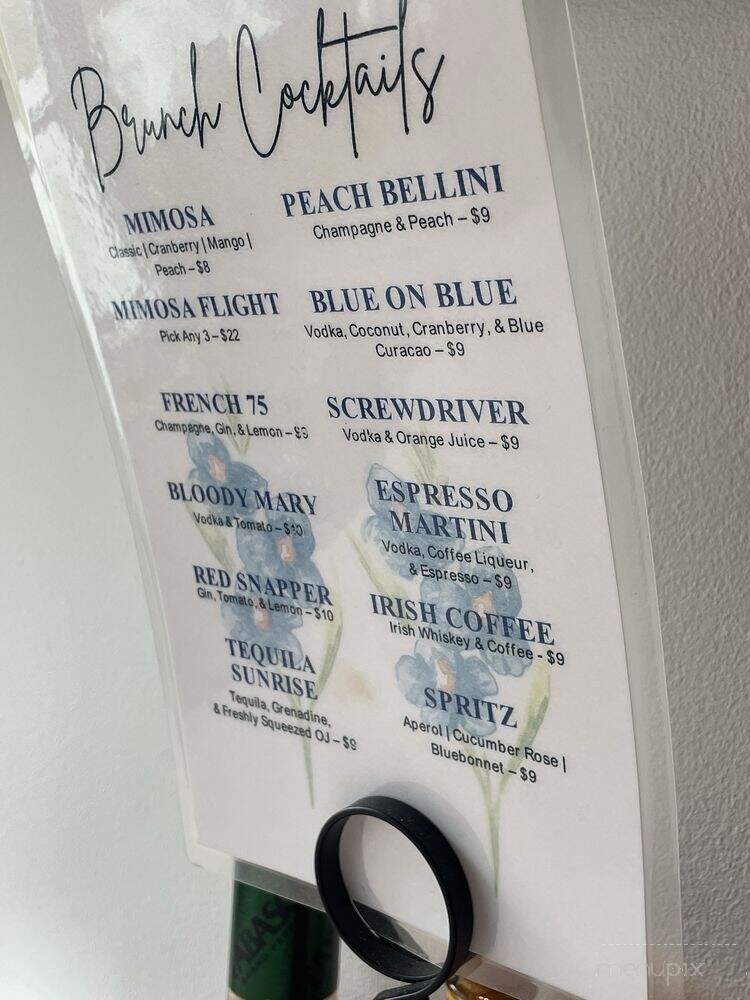 Brunch Cocktails
MIMOSA
Classic | Cranberry | Mango |
Peach – $8
MIMOSA FLIGHT
Pick Any 3 – $22
FRENCH 75
Champagne, Gin, & Lemon – $9
BLOODY MARY
Vodka & Tomato – $10
RED SNAPPER
Gin, Tomato, & Lemon – $10
TEQUILA
SUNRISE
Tequila, Grenadine,
& Freshly Squeezed OJ – $9
PEACH BELLINI
Champagne & Peach – $9
BLUE ON BLUE
Vodka, Coconut, Cranberry, & Blue
Curacao – $9
SCREWDRIVER
Vodka & Orange Juice – $9
ESPRESSO
MARTINI
Vodka, Coffee Liqueur,
& Espresso – $9
IRISH COFFEE
Irish Whiskey & Coffee - $9
SPRITZ
Aperol | Cucumber Rose |
Bluebonnet – $9
menupix